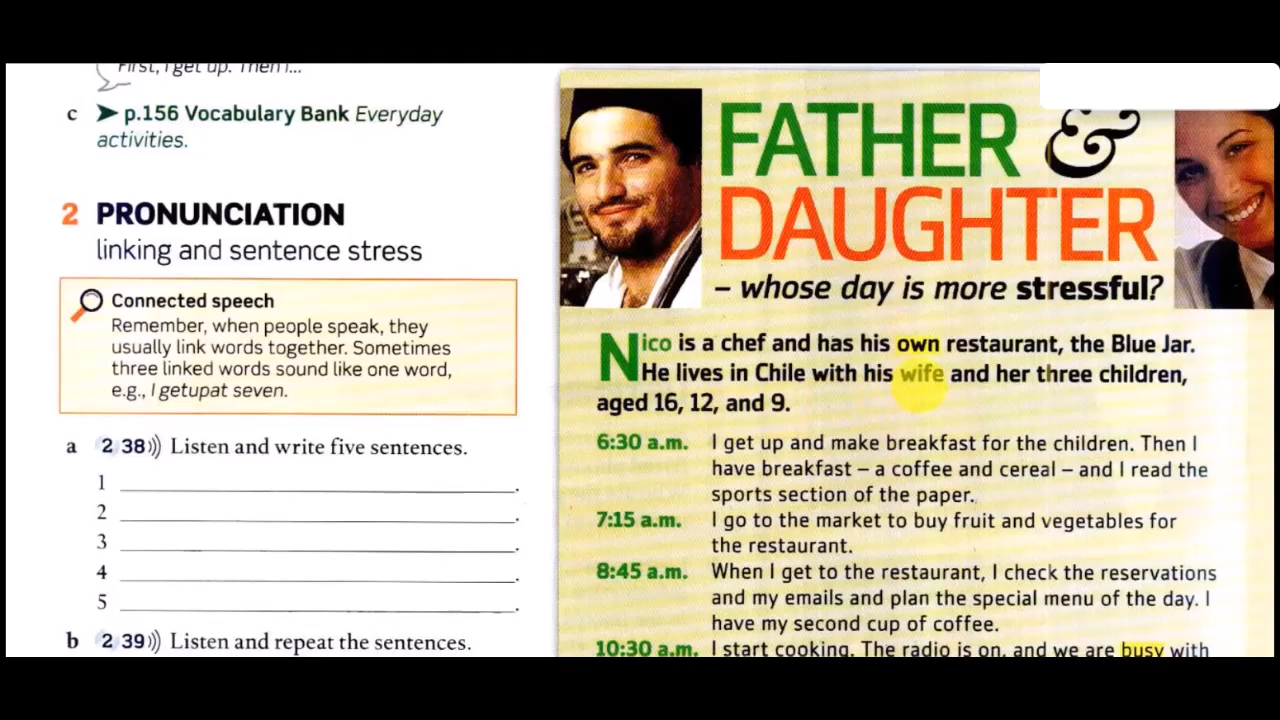 First, I get up. Then I...
c ➤ p.156 Vocabulary Bank Everyday
activities.
2 PRONUNCIATION
linking and sentence stress
Connected speech
Remember, when people speak, they
usually link words together. Sometimes
three linked words sound like one word,
e.g., I getupat seven.
a 2 38))) Listen and write five sentences.
1 .
2 .
3 .
4 .
5 .
b 2 39))) Listen and repeat the sentences.
FATHER &
DAUGHTER
– whose day is more stressful?
Nico is a chef and has his own restaurant, the Blue Jar.
He lives in Chile with his wife and her three children,
aged 16, 12, and 9.
6:30 a.m. I get up and make breakfast for the children. Then I
have breakfast – a coffee and cereal – and I read the
sports section of the paper.
7:15 a.m. I go to the market to buy fruit and vegetables for
the restaurant.
8:45 a.m. When I get to the restaurant, I check the reservations
and my emails and plan the special menu of the day. I
have my second cup of coffee.
10:30 a.m. I start cooking. The radio is on, and we are busy with